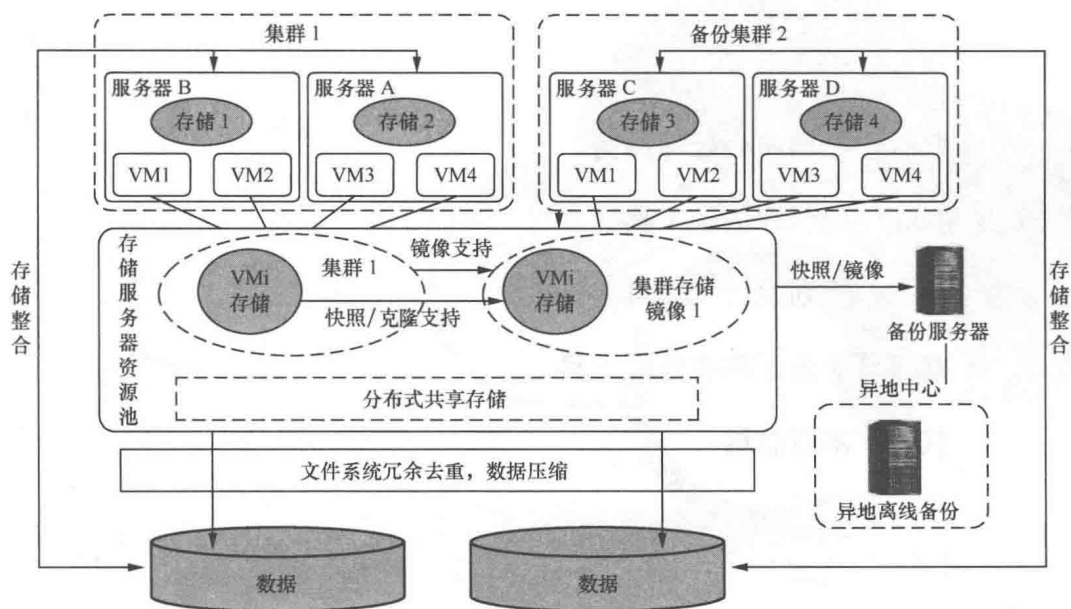 集群 1
备份集群 2
服务器 B
服务器 A
服务器 C
服务器 D
存储 1
存储 2
存储 3
存储 4
VM1
VM2
VM3
VM4
VM1
VM2
VM3
VM4
存储整合
存储服务器资源池
VMi
存储
集群 1
镜像支持
快照/克隆支持
VMi
存储
集群存储
镜像 1
快照/镜像
备份服务器
存储整合
分布式共享存储
异地中心
异地离线备份
文件系统冗余去重，数据压缩
数据
数据